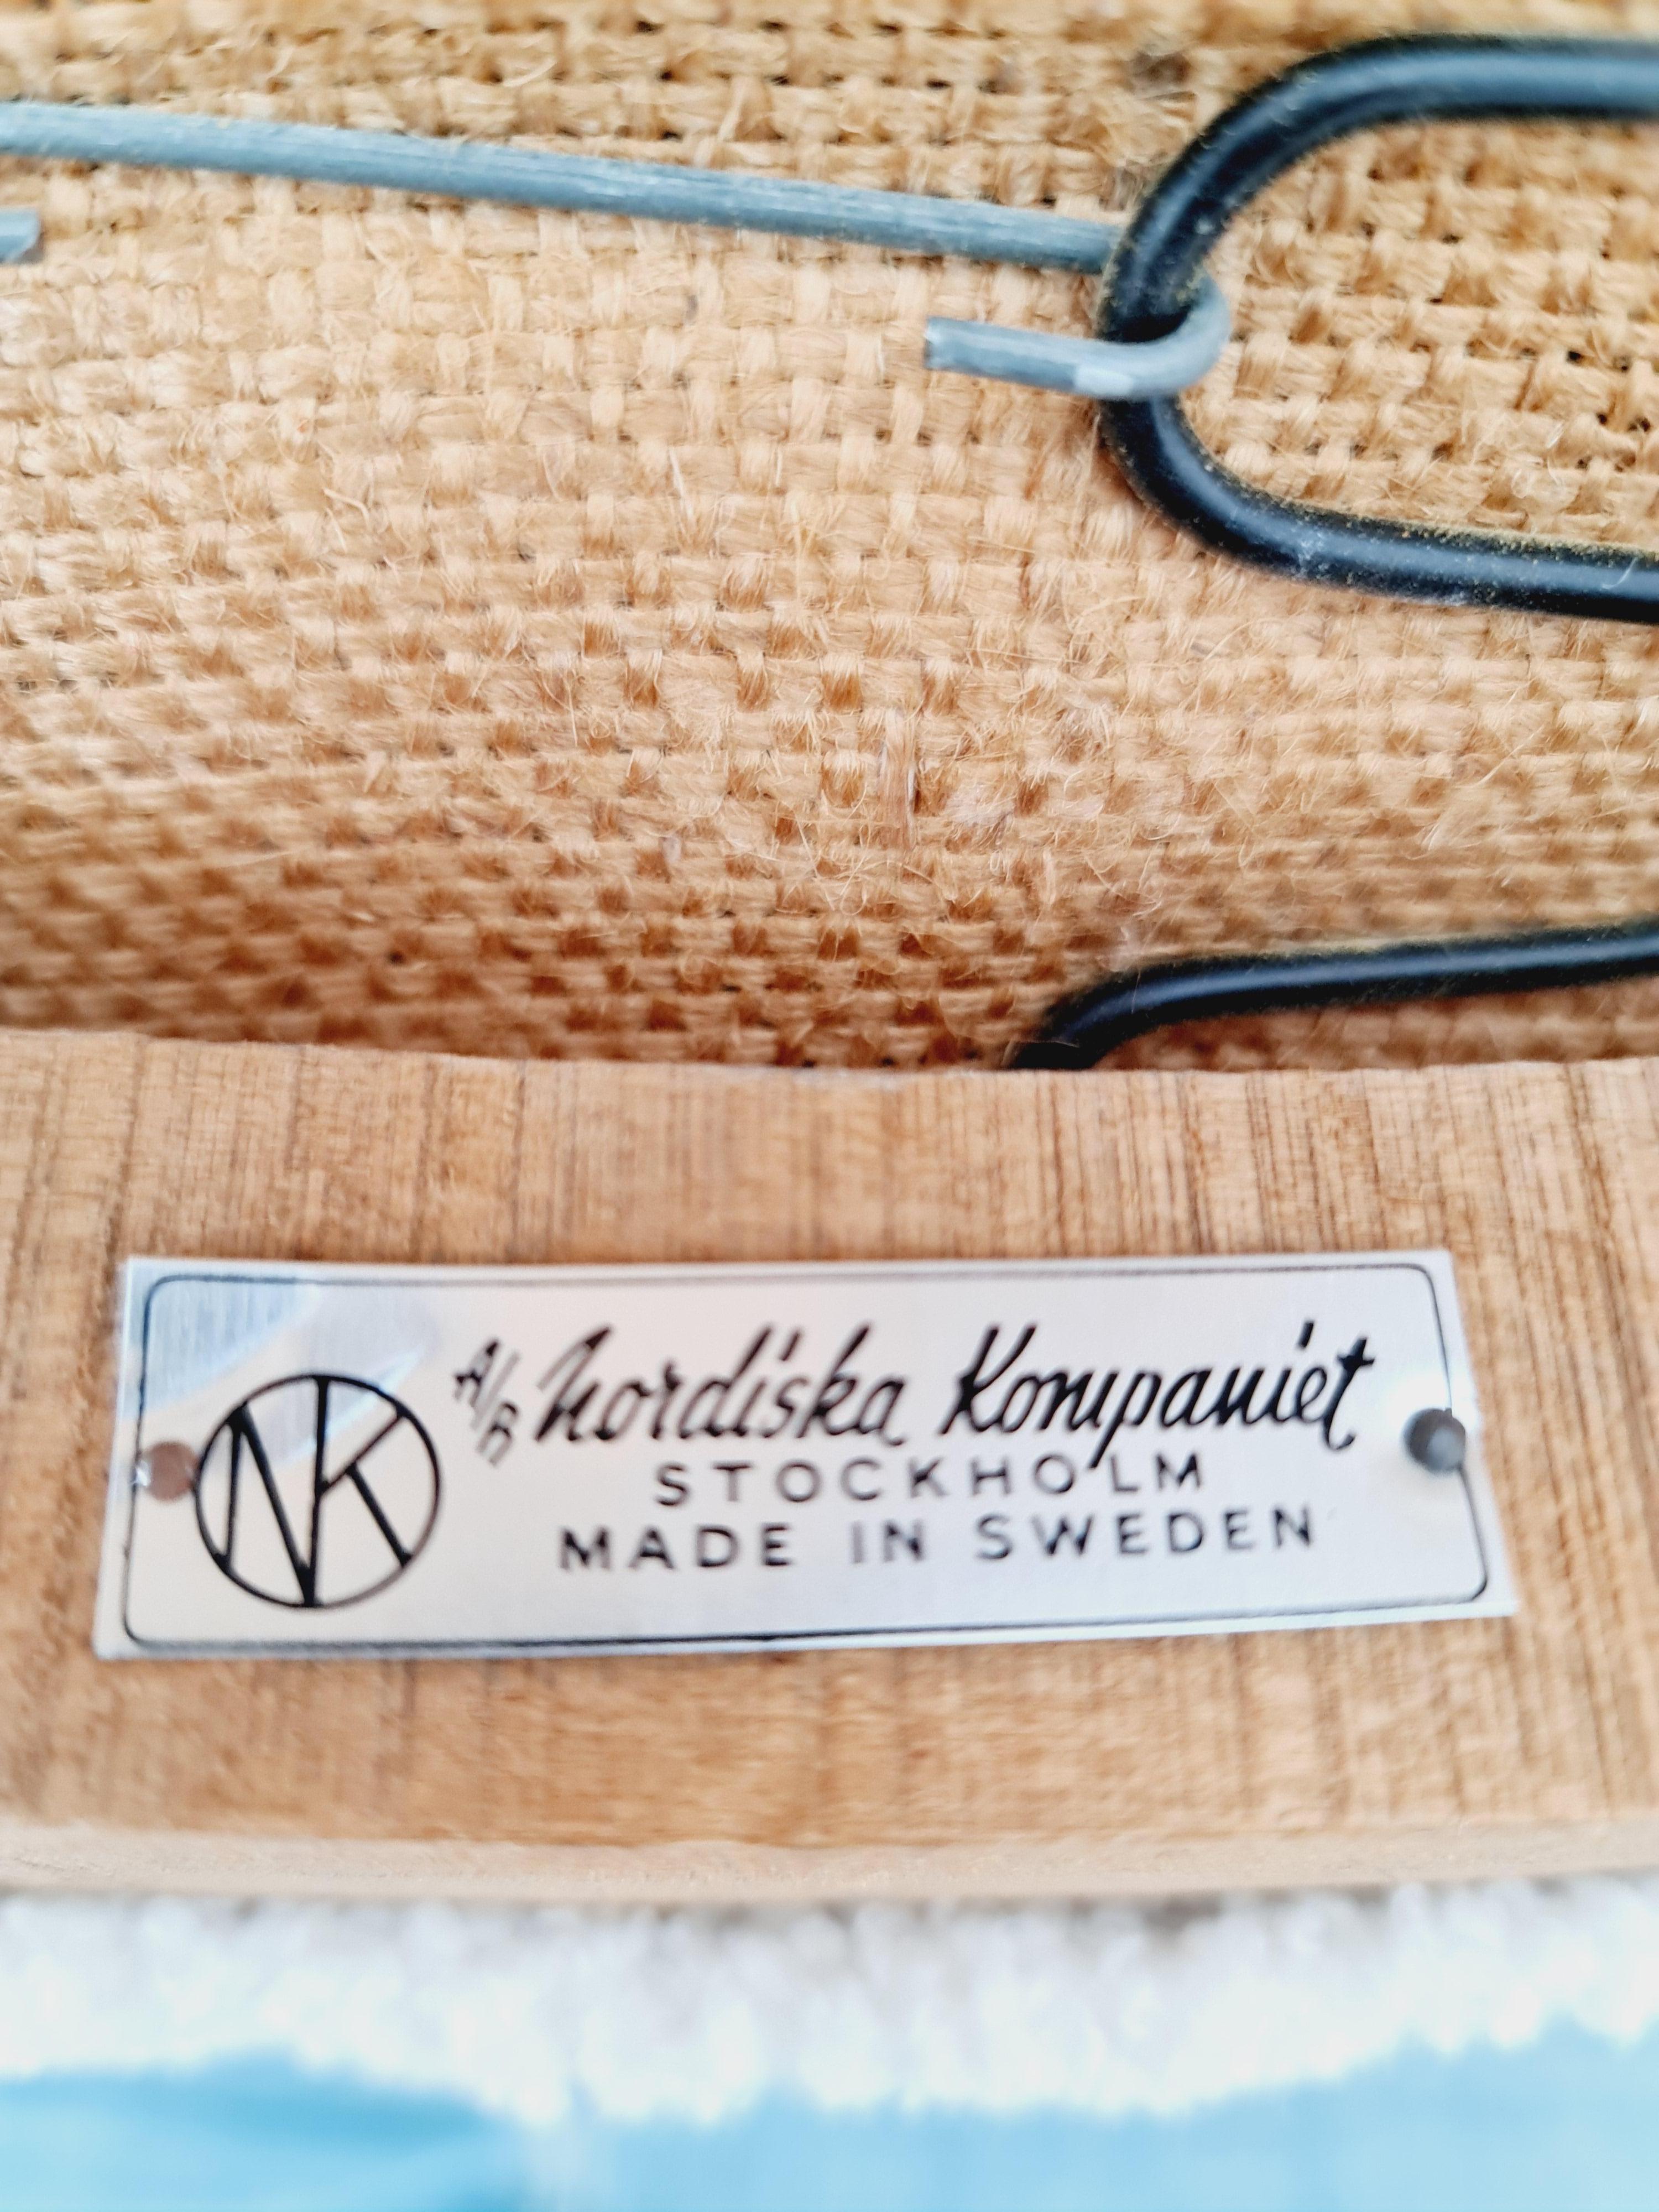 NK
A/B Nordiska Kompaniet
STOCKHOLM
MADE IN SWEDEN